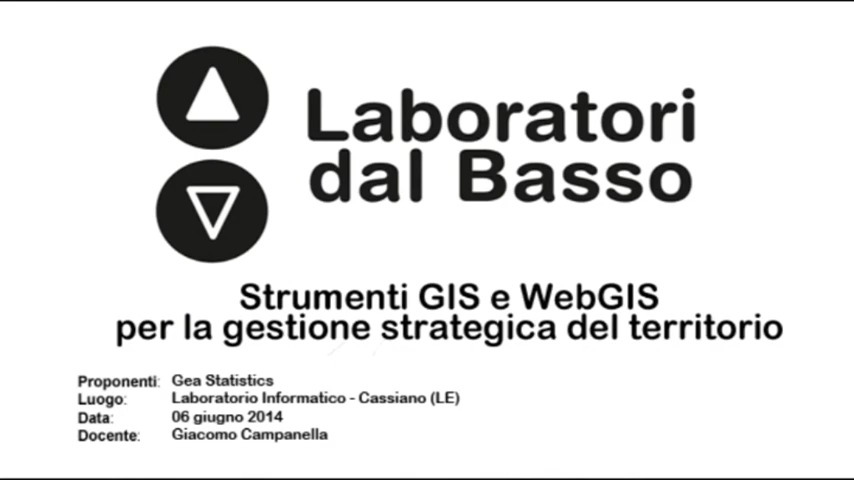 Laboratori
dal Basso
Strumenti GIS e WebGIS
per la gestione strategica del territorio
Proponenti: Gea Statistics
Luogo: Laboratorio Informatico - Cassiano (LE)
Data: 06 giugno 2014
Docente: Giacomo Campanella